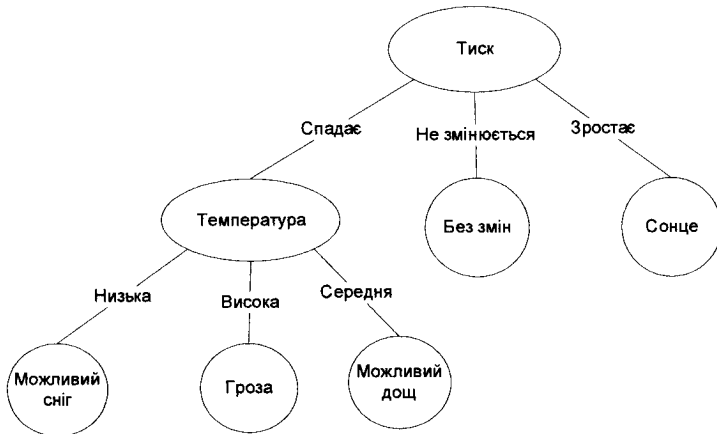 Тиск
Спадає
Не змінюється
Зростає
Температура
Без змін
Сонце
Низька
Висока
Середня
Можливий
сніг
Гроза
Можливий
дощ